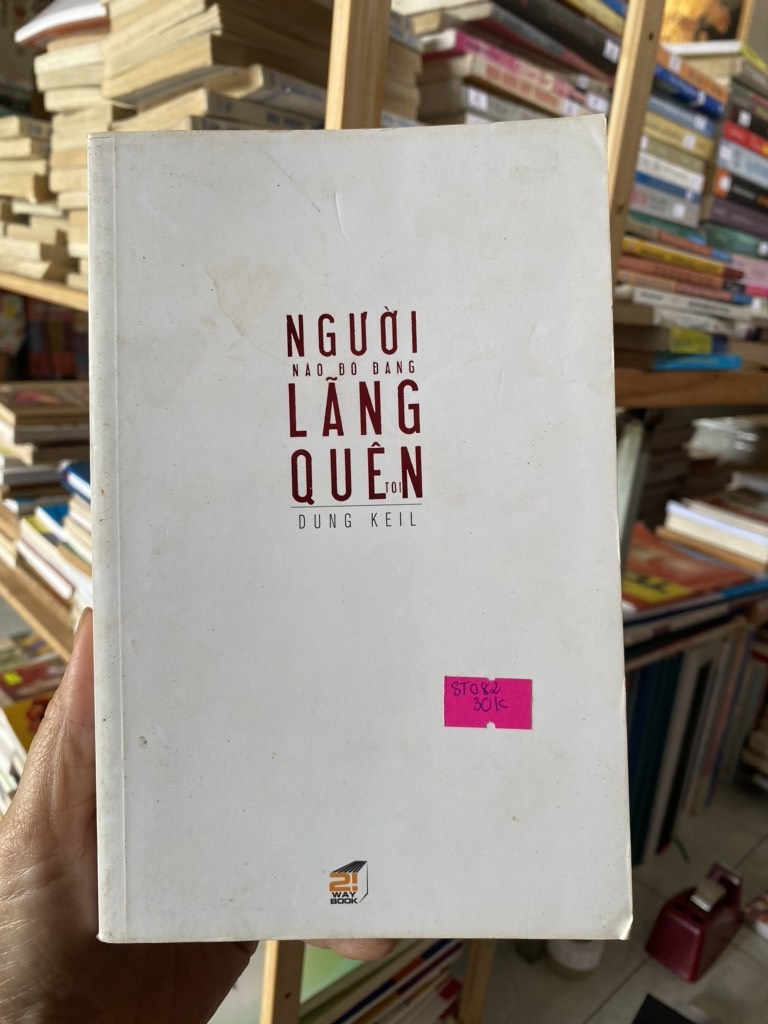 NGƯỜI
NÀO ĐÓ ĐANG
LÃNG
QUÊN
TÔI
DUNG KEIL
ST082
30k
2!
WAY
BOOK